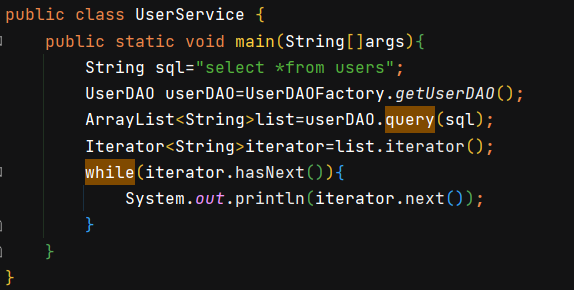 public class UserService {
public static void main(String[]args){
String sql="select *from users";
UserDAO userDAO=UserDAOFactory.getUserDAO();
ArrayList<String>list=userDAO.query(sql);
Iterator<String>iterator=list.iterator();
while(iterator.hasNext()){
System.out.println(iterator.next());
}
}
}